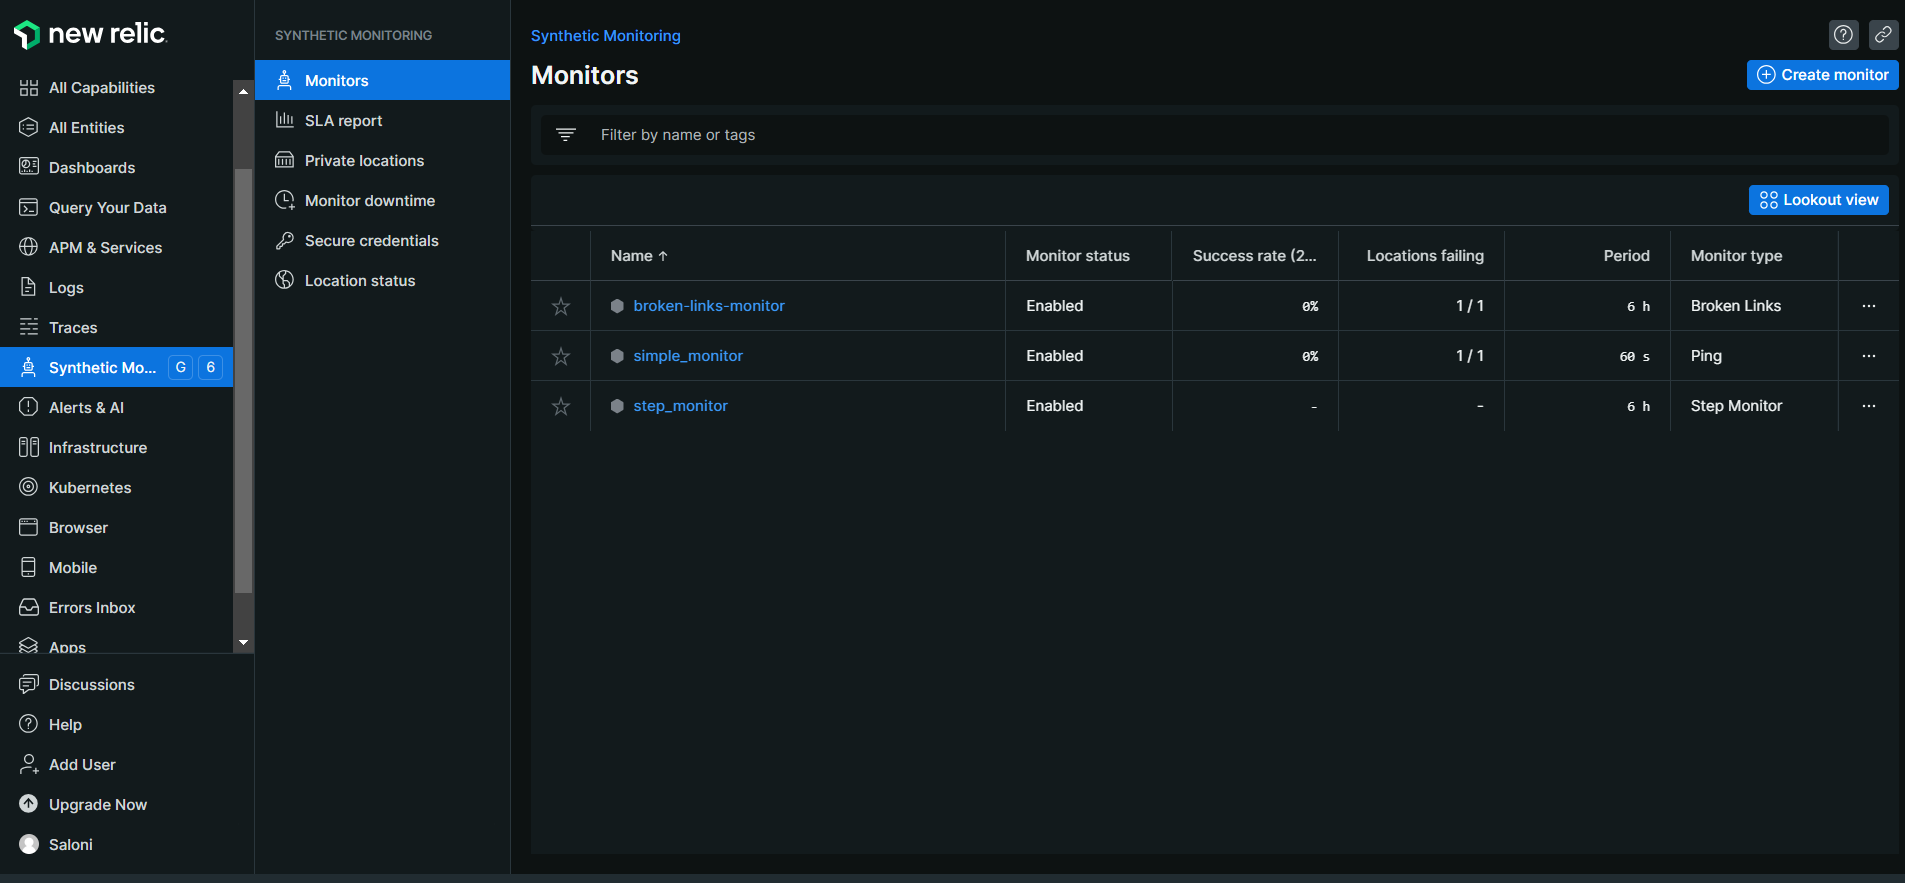 new relic.
All Capabilities
All Entities
Dashboards
Query Your Data
APM & Services
Logs
Traces
Synthetic Mo... G 6
Alerts & AI
Infrastructure
Kubernetes
Browser
Mobile
Errors Inbox
Apps
Discussions
Help
Add User
Upgrade Now
Saloni
SYNTHETIC MONITORING
Monitors
SLA report
Private locations
Monitor downtime
Secure credentials
Location status
Synthetic Monitoring
Monitors
Create monitor
Filter by name or tags
Lookout view
Name ↑ Monitor status Success rate (2... Locations failing Period Monitor type
broken-links-monitor Enabled 0% 1 / 1 6 h Broken Links ...
simple_monitor Enabled 0% 1 / 1 60 s Ping ...
step_monitor Enabled - - 6 h Step Monitor ...